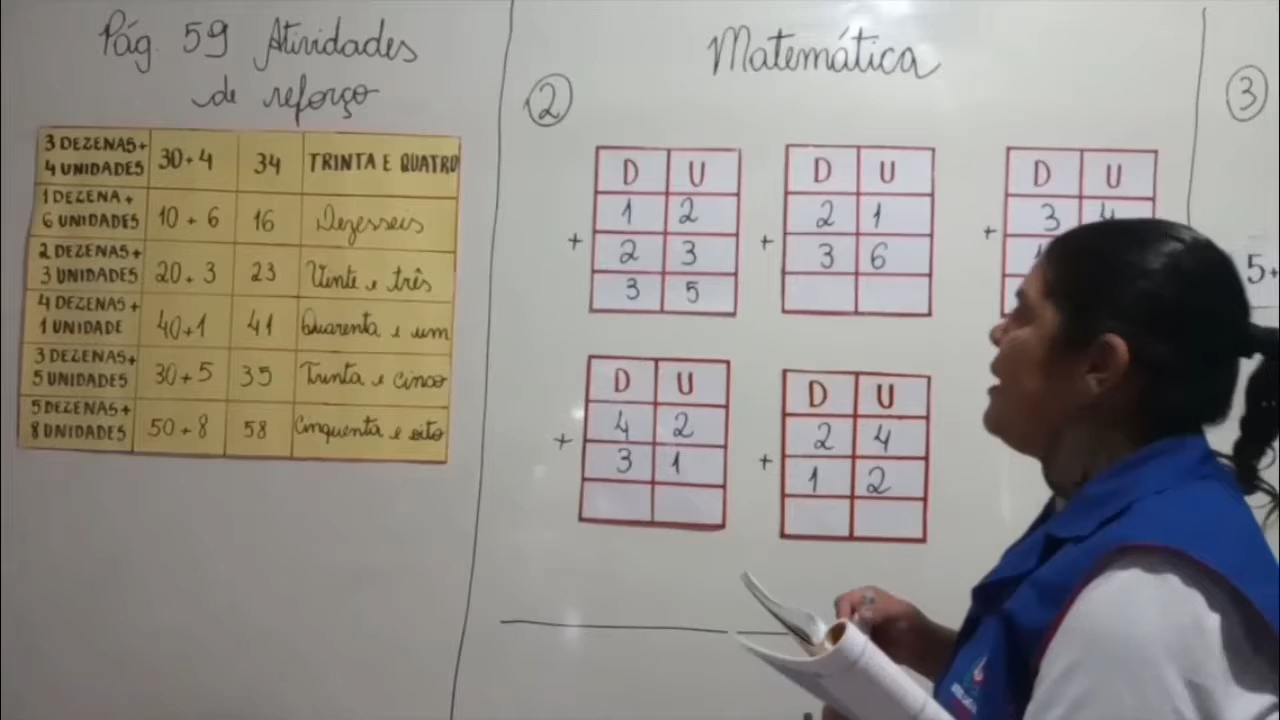 Pág. 59 Atividades
de reforço
3 DEZENAS+
4 UNIDADES
30+4
34
TRINTA E QUATRO
1 DEZENA+
6 UNIDADES
10+6
16
Dezesseis
2 DEZENAS+
3 UNIDADES
20+3
23
Vinte e três
4 DEZENAS+
1 UNIDADE
40+1
41
Quarenta e um
3 DEZENAS+
5 UNIDADES
30+5
35
Trinta e cinco
5 DEZENAS+
8 UNIDADES
50+8
58
Cinquenta e oito
Matemática
2
D U
1 2
+ 2 3
3 5
D U
2 1
+ 3 6
D U
3 4
+
D U
4 2
+ 3 1
D U
2 4
+ 1 2
3
5+